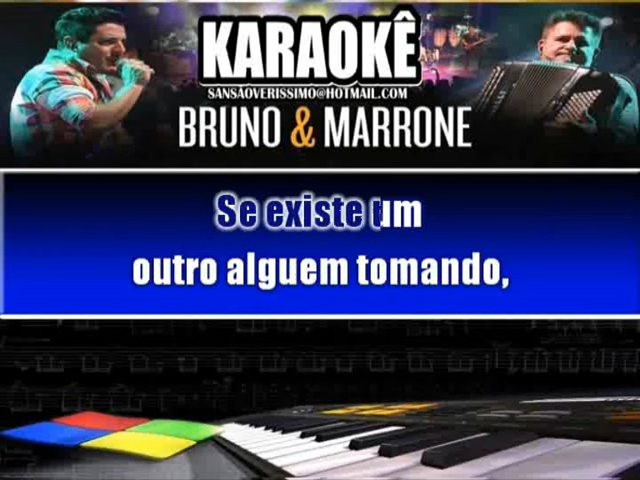 KARAOKÊ
SANSAOVERISSIMO@HOTMAIL.COM
BRUNO & MARRONE
Se existe um
outro alguem tomando,